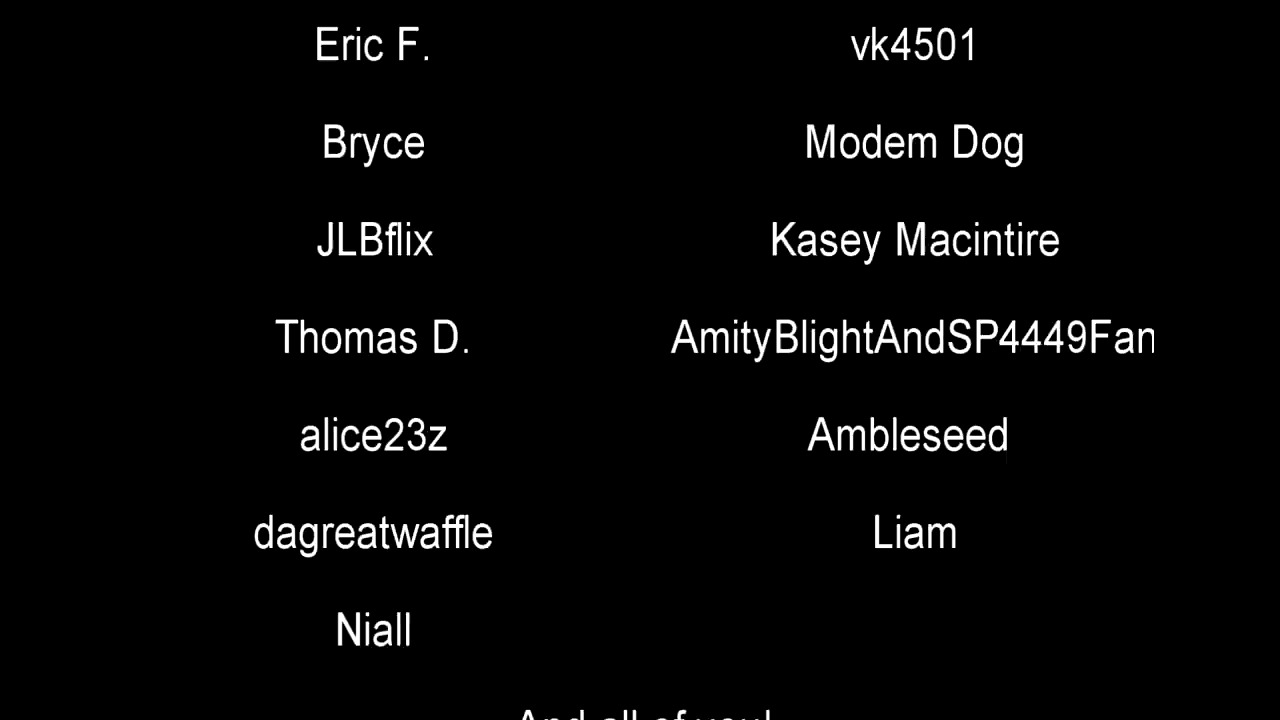 Eric F.
vk4501
Bryce
Modem Dog
JLBflix
Kasey Macintire
Thomas D.
AmityBlightAndSP4449Fan
alice23z
Ambleseed
dagreatwaffle
Liam
Niall
And all of you!